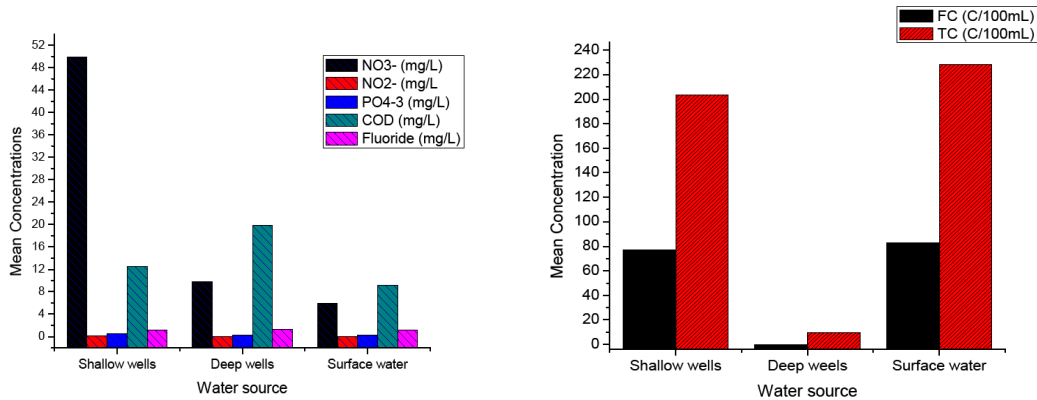 52
48
44
40
36
32
28
24
20
16
12
8
4
0
Mean Concentrations
NO3- (mg/L)
NO2- (mg/L
PO4-3 (mg/L)
COD (mg/L)
Fluoride (mg/L)
Shallow wells
Deep wells
Surface water
Water source
FC (C/100mL)
TC (C/100mL)
240
220
200
180
160
140
120
100
80
60
40
20
0
Mean Concentration
Shallow wells
Deep weels
Surface water
Water source